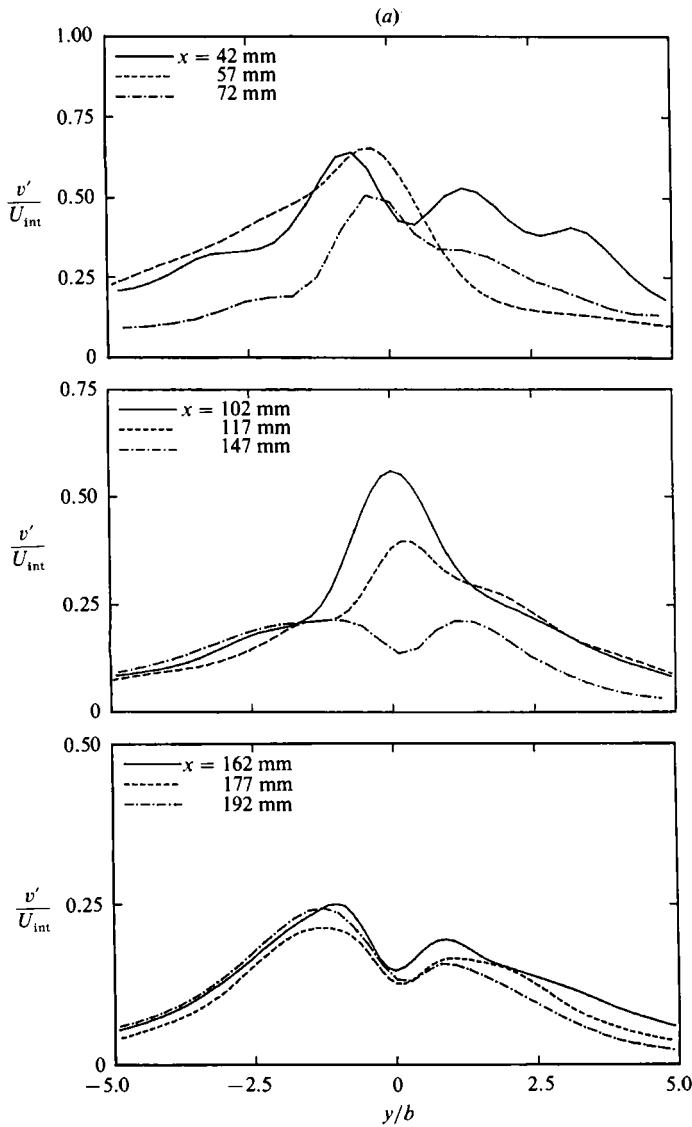 (a)
1.00
x = 42 mm
57 mm
72 mm
0.75
v′
U_int
0.50
0.25
0
0.75
x = 102 mm
117 mm
147 mm
0.50
v′
U_int
0.25
0
0.50
x = 162 mm
177 mm
192 mm
v′
U_int
0.25
0
−5.0 −2.5 0 2.5 5.0
y/b